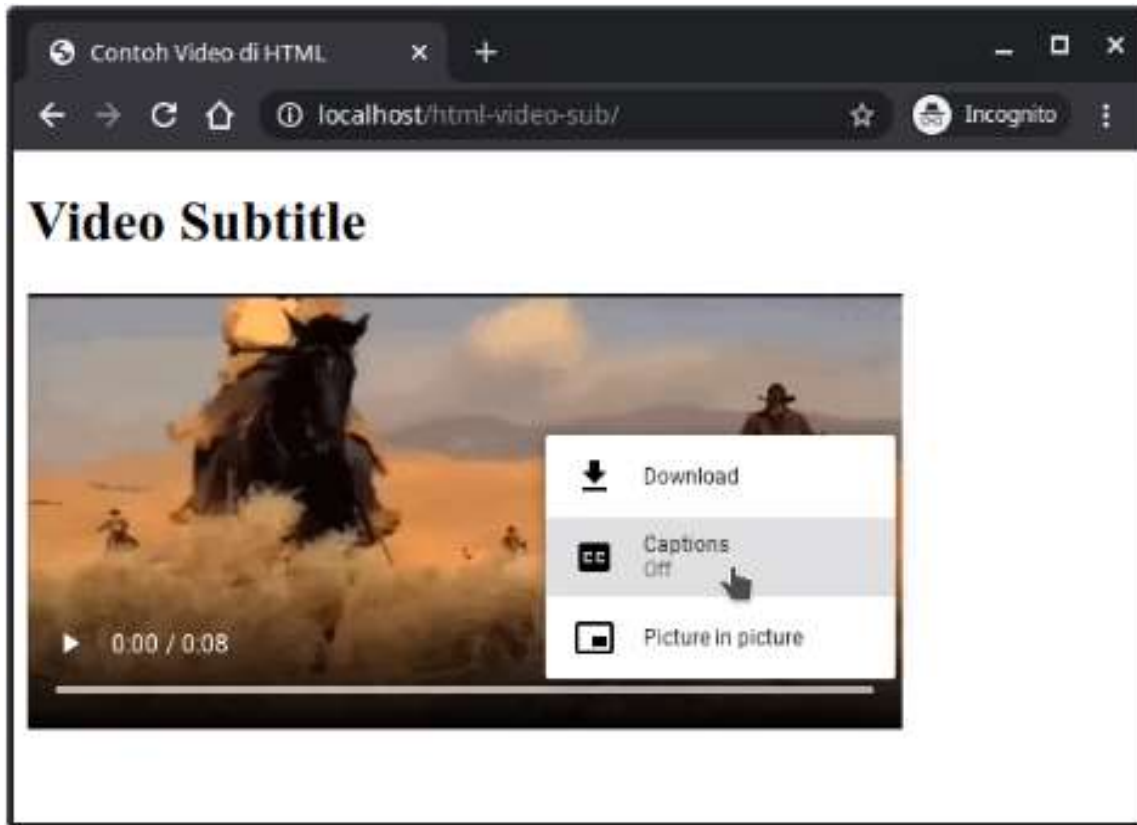 Contoh Video di HTML
localhost/html-video-sub/
Incognito
Video Subtitle
Download
CC
Captions
Off
Picture in picture
0:00 / 0:08